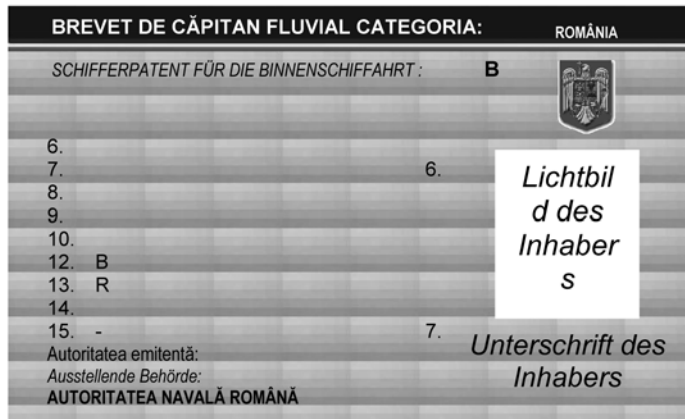 BREVET DE CĂPITAN FLUVIAL CATEGORIA: ROMÂNIA
SCHIFFERPATENT FÜR DIE BINNENSCHIFFAHRT : B
6.
7. 6.
8.
9.
10.
12. B
13. R
14.
15. - 7.
Lichtbil
d des
Inhaber
s
Unterschrift des
Inhabers
Autoritatea emitentă:
Ausstellende Behörde:
AUTORITATEA NAVALĂ ROMÂNĂ